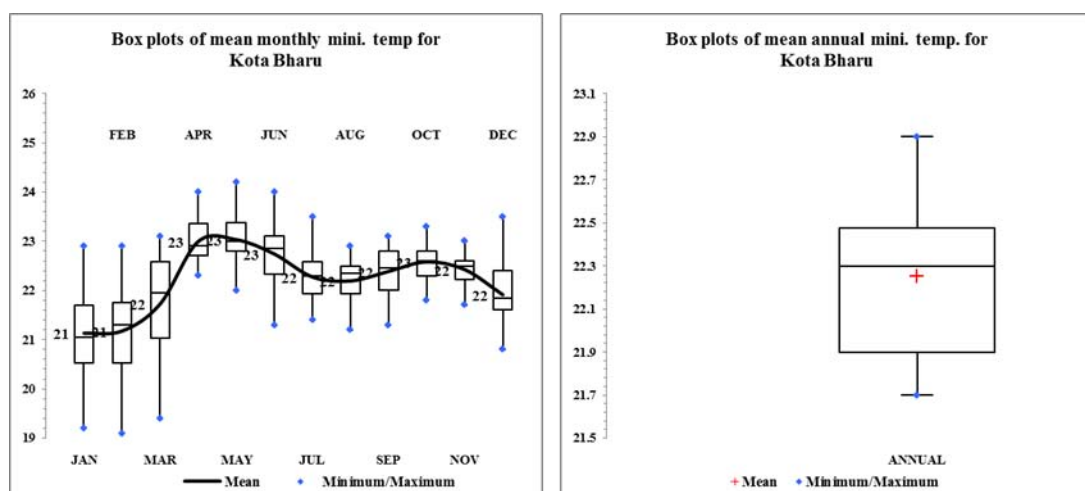 Box plots of mean monthly mini. temp for
Kota Bharu
26
25
24
23
22
21
20
19
FEB APR JUN AUG OCT DEC
21 21 22 23 23 23 22 22 22 23 22 22
JAN MAR MAY JUL SEP NOV
Mean Minimum/Maximum
Box plots of mean annual mini. temp. for
Kota Bharu
23.1
22.9
22.7
22.5
22.3
22.1
21.9
21.7
21.5
ANNUAL
Mean Minimum/Maximum